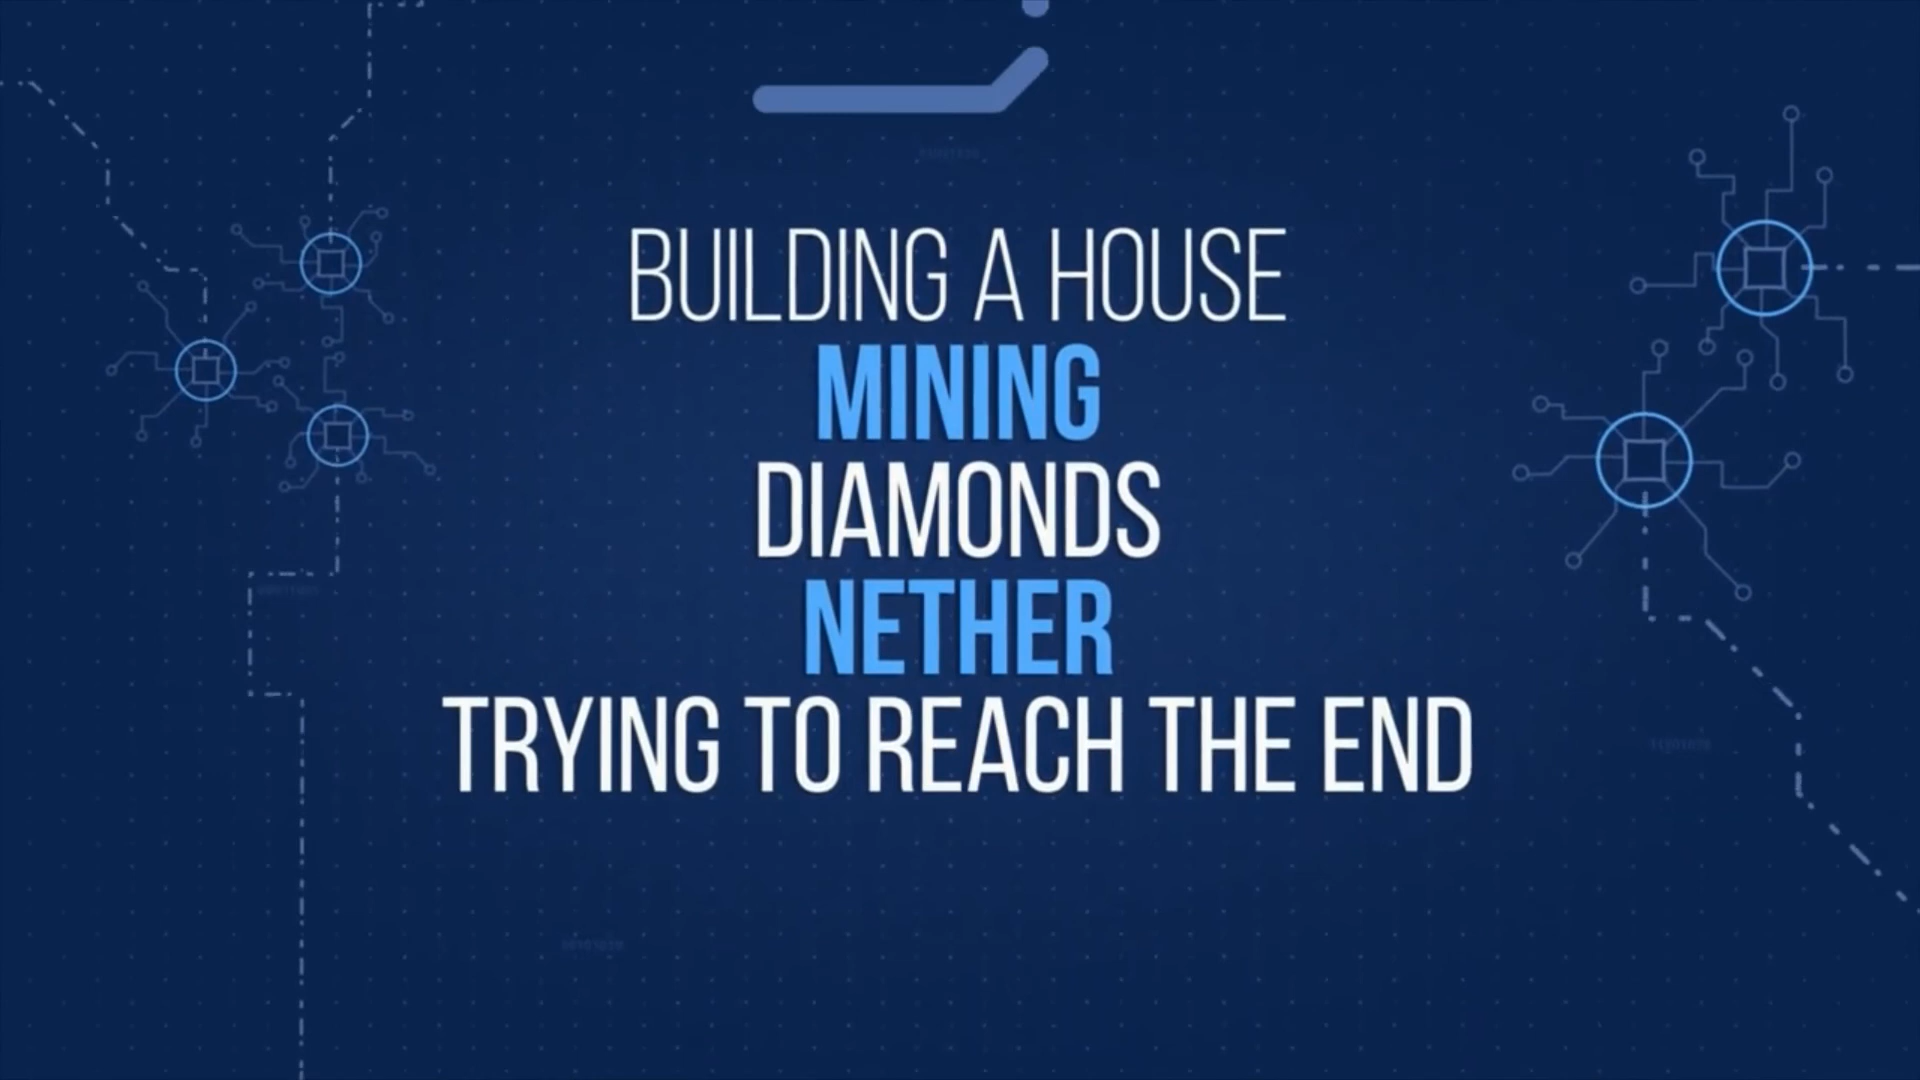 BUILDING A HOUSE
MINING
DIAMONDS
NETHER
TRYING TO REACH THE END